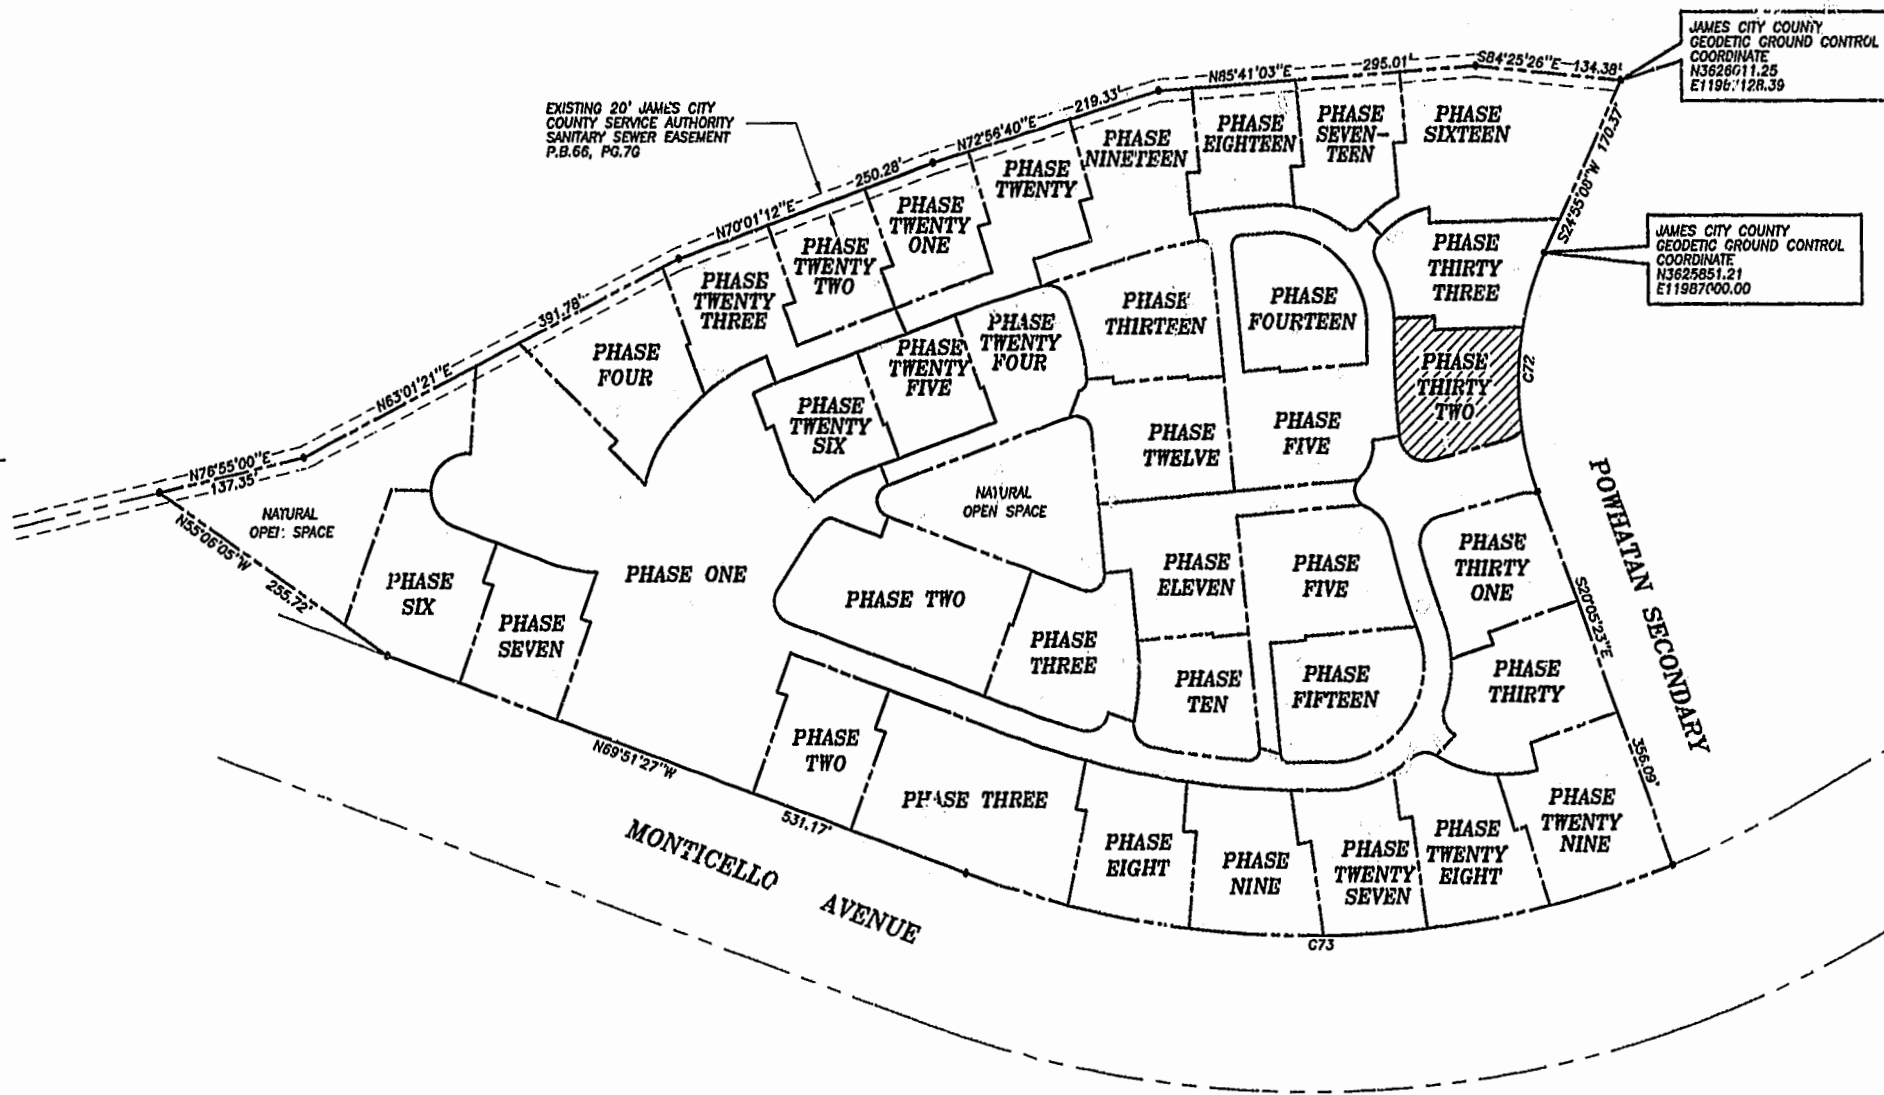 JAMES CITY COUNTY
GEODETIC GROUND CONTROL
COORDINATE
N3626011.25
JAMES CITY COUNTY
GEODETIC GROUND CONTROL
COORDINATE
N3625851.21
EXISTING 20' JAMES CITY
COUNTY SERVICE AUTHORITY
SANITARY SEWER EASEMENT
P.B.66, PG.70
N76°55'00"E
137.35'
N63°01'21"E
391.78'
N70°01'12"E
250.28'
N72°56'40"E
219.33'
N85°41'03"E
295.01'
S84°25'26"E
134.38'
S24°55'08"W 170.37'
PHASE
NINETEEN
PHASE
EIGHTEEN
PHASE
SEVEN-
TEEN
PHASE
SIXTEEN
PHASE
TWENTY
PHASE
TWENTY
ONE
PHASE
TWENTY
TWO
PHASE
TWENTY
THREE
PHASE
FOUR
PHASE
THIRTY
THREE
PHASE
THIRTEEN
PHASE
FOURTEEN
PHASE
TWENTY
FOUR
PHASE
TWENTY
FIVE
PHASE
TWENTY
SIX
PHASE
THIRTY
TWO
C72
PHASE
TWELVE
PHASE
FIVE
NATURAL
OPEN SPACE
NATURAL
OPEN SPACE
N55°06'05"W
255.72'
PHASE
SIX
PHASE
SEVEN
PHASE ONE
PHASE TWO
PHASE
THREE
PHASE
ELEVEN
PHASE
FIVE
PHASE
THIRTY
ONE
POWHATAN SECONDARY
S20°05'23"E
356.09'
PHASE
TEN
PHASE
FIFTEEN
PHASE
THIRTY
PHASE
TWO
PHASE THREE
PHASE
EIGHT
PHASE
NINE
PHASE
TWENTY
SEVEN
PHASE
TWENTY
EIGHT
PHASE
TWENTY
NINE
N69°51'27"W
531.17'
MONTICELLO AVENUE
C73